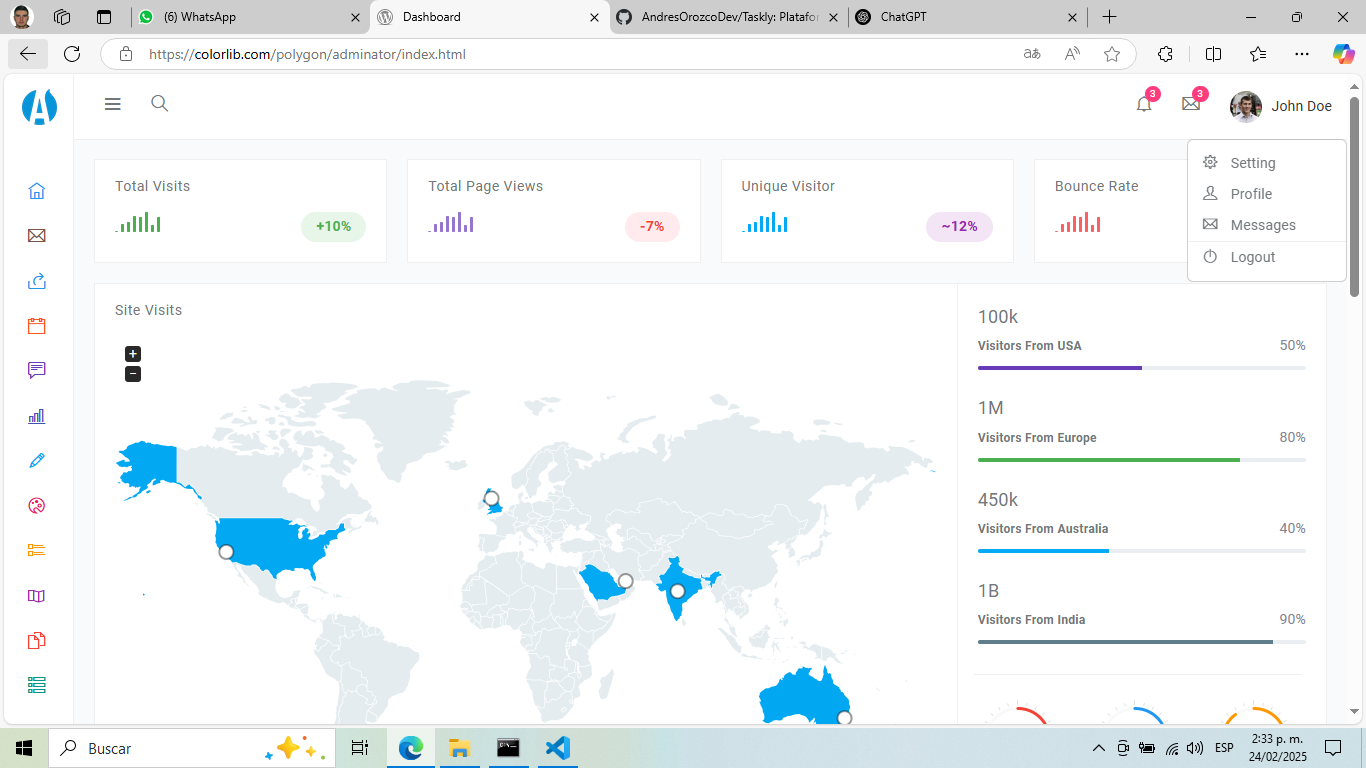 (6) WhatsApp
Dashboard
AndresOrozcoDev/Taskly: Platafor
ChatGPT
https://colorlib.com/polygon/adminator/index.html
aあ
A
3
3
John Doe
Setting
Profile
Messages
Logout
Total Visits
+10%
Total Page Views
-7%
Unique Visitor
~12%
Bounce Rate
Site Visits
+
−
100k
Visitors From USA
50%
1M
Visitors From Europe
80%
450k
Visitors From Australia
40%
1B
Visitors From India
90%
Buscar
ESP
2:33 p. m.
24/02/2025